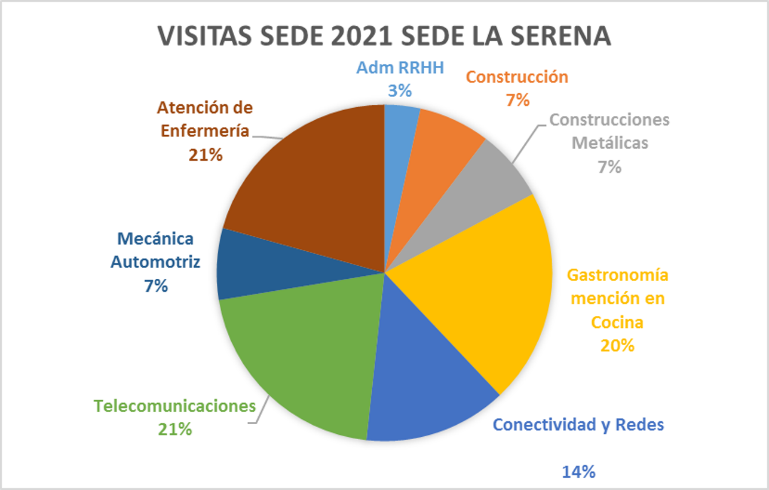 VISITAS SEDE 2021 SEDE LA SERENA
Adm RRHH
3%
Construcción
7%
Construcciones
Metálicas
7%
Gastronomía
mención en
Cocina
20%
Conectividad y Redes
14%
Telecomunicaciones
21%
Mecánica
Automotriz
7%
Atención de
Enfermería
21%